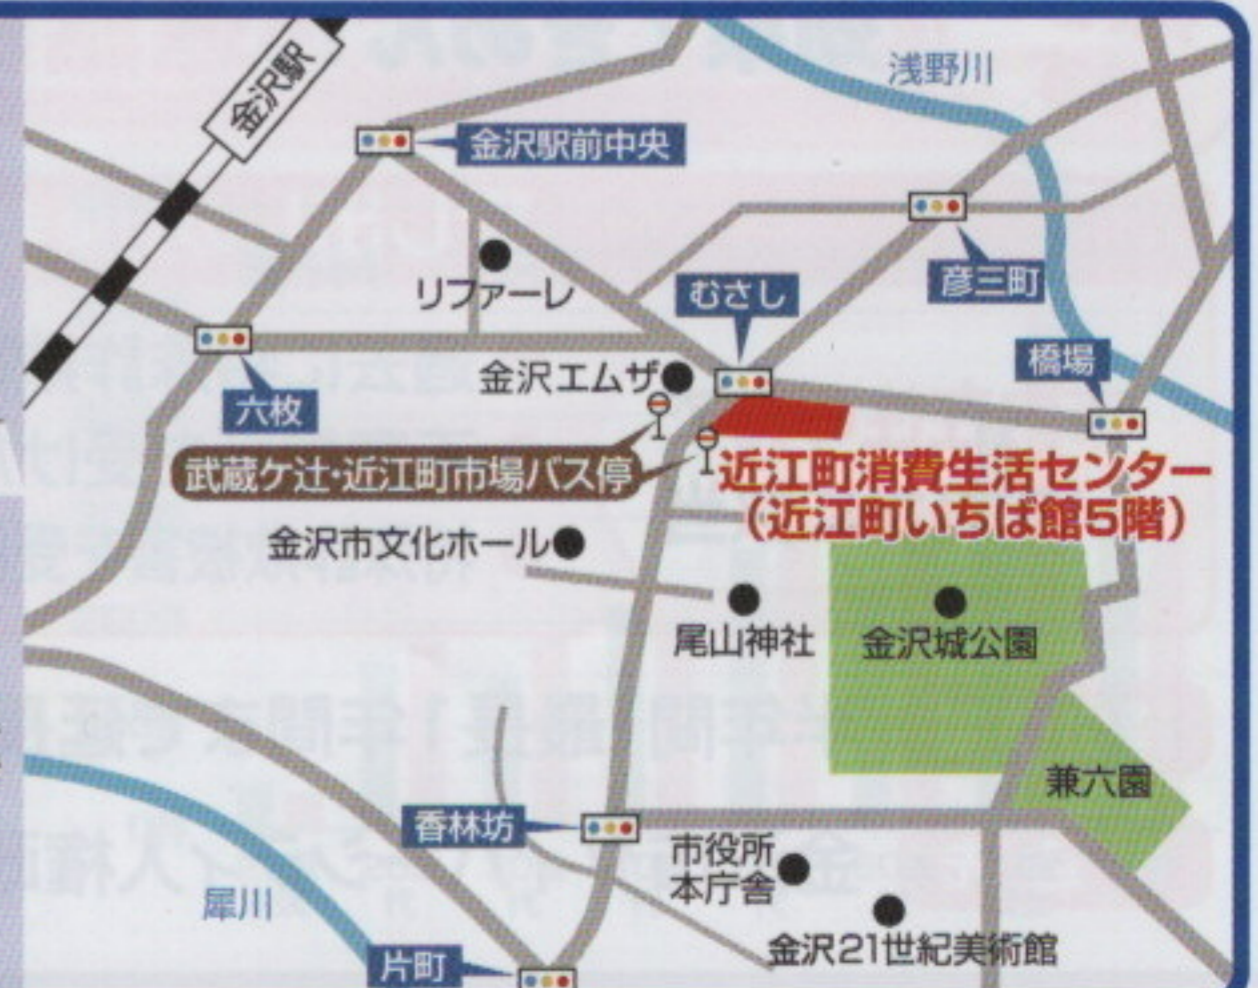 浅野川
金沢駅
金沢駅前中央
彦三町
リファーレ
むさし
橋場
金沢エムザ
六枚
武蔵ケ辻・近江町市場バス停
近江町消費生活センター
(近江町いちば館5階)
金沢市文化ホール
尾山神社
金沢城公園
兼六園
香林坊
市役所
本庁舎
犀川
金沢21世紀美術館
片町